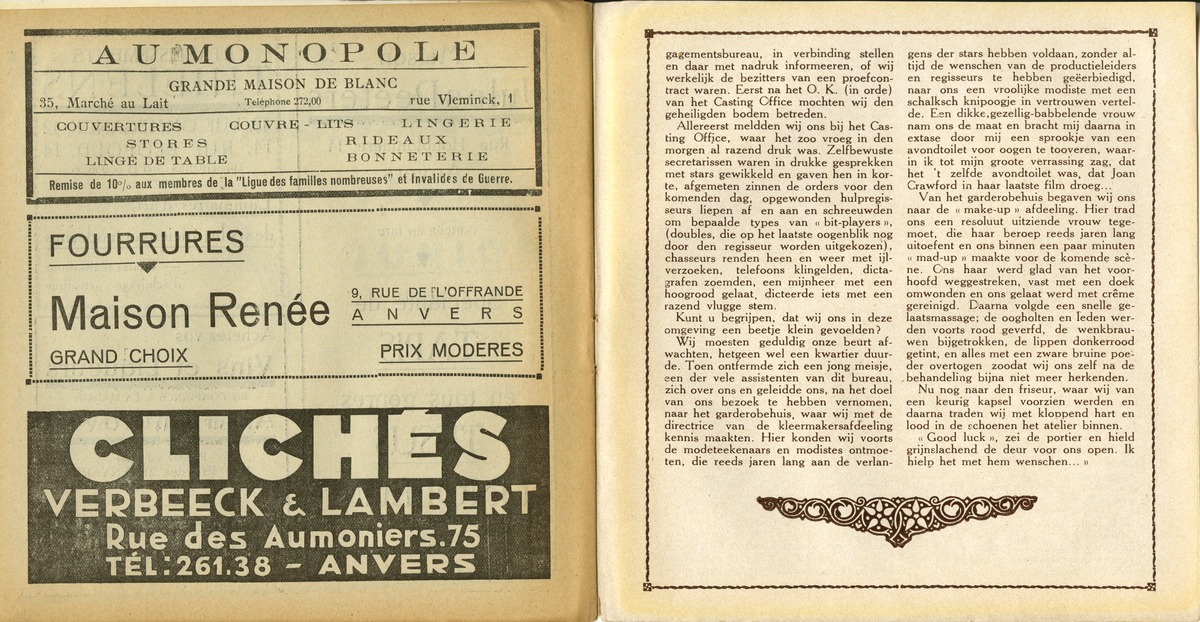 AU MONOPOLE
GRANDE MAISON DE BLANC
35, Marché au Lait Téléphone 272,00 rue Vleminck, 1
COUVERTURES COUVRE - LITS LINGERIE
STORES RIDEAUX
LINGE DE TABLE BONNETERIE
Remise de 10% aux membres de la "Ligue des familles nombreuses" et Invalides de Guerre.
FOURRURES
Maison Renée
9, RUE DE L'OFFRANDE
ANVERS
GRAND CHOIX
PRIX MODERES
CLICHÉS
VERBEECK & LAMBERT
Rue des Aumoniers.75
TÉL: 261.38 - ANVERS
gagementsbureau, in verbinding stellen
en daar met nadruk informeeren, of wij
werkelijk de bezitters van een proefcon-
tract waren. Eerst na het O. K. (in orde)
van het Casting Office mochten wij den
geheiligden bodem betreden.
Allereerst meldden wij ons bij het Cas-
ting Office, waar het zoo vroeg in den
morgen al razend druk was. Zelfbewuste
secretarissen waren in drukke gesprekken
met stars gewikkeld en gaven hen in kor-
te, afgemeten zinnen de orders voor den
komenden dag, opgewonden hulpregis-
seurs liepen af en aan en schreeuwden
om bepaalde types van « bit-players »,
(doubles, die op het laatste oogenblik nog
door den regisseur worden uitgekozen),
chasseurs renden heen en weer met ijl-
verzoeken, telefoons klingelden, dicta-
grafen zoemden, een mijnheer met een
hoogrood gelaat, dicteerde iets met een
razend vlugge stem.
Kunt u begrijpen, dat wij ons in deze
omgeving een beetje klein gevoelden?
Wij moesten geduldig onze beurt af-
wachten, hetgeen wel een kwartier duur-
de. Toen ontfermde zich een jong meisje,
een der vele assistenten van dit bureau,
zich over ons en geleidde ons, na het doel
van ons bezoek te hebben vernomen,
naar het garderobehuis, waar wij met de
directrice van de kleermakersafdeeling
kennis maakten. Hier konden wij voorts
de modeteekenaars en modistes ontmoe-
ten, die reeds jaren lang aan de verlan-
gens der stars hebben voldaan, zonder al-
tijd de wenschen van de productieleiders
en regisseurs te hebben geëerbiedigd,
naar ons een vroolijke modiste met een
schalksch knipoogje in vertrouwen vertel-
de. Een dikke,gezellig-babbelende vrouw
nam ons de maat en bracht mij daarna in
extase door mij een sprookje van een
avondtoilet voor oogen te tooveren, waar-
in ik tot mijn groote verrassing zag, dat
het 't zelfde avondtoilet was, dat Joan
Crawford in haar laatste film droeg...
Van het garderobehuis begaven wij ons
naar de « make-up » afdeeling. Hier trad
ons een resoluut uitziende vrouw tege-
moet, die haar beroep reeds jaren lang
uitoefent en ons binnen een paar minuten
« mad-up » maakte voor de komende scè-
ne. Ons haar werd glad van het voor-
hoofd weggestreken, vast met een doek
omwonden en ons gelaat werd met crême
gereinigd. Daarna volgde een snelle ge-
laatsmassage; de oogholten en leden wer-
den voorts rood geverfd, de wenkbrau-
wen bijgetrokken, de lippen donkerrood
getint, en alles met een zware bruine poe-
der overtogen zoodat wij ons zelf na de
behandeling bijna niet meer herkenden.
Nu nog naar den friseur, waar wij van
een keurig kapsel voorzien werden en
daarna traden wij met kloppend hart en
lood in de schoenen het atelier binnen.
« Good luck », zei de portier en hield
grijnslachend de deur voor ons open. Ik
hielp het met hem wenschen... »